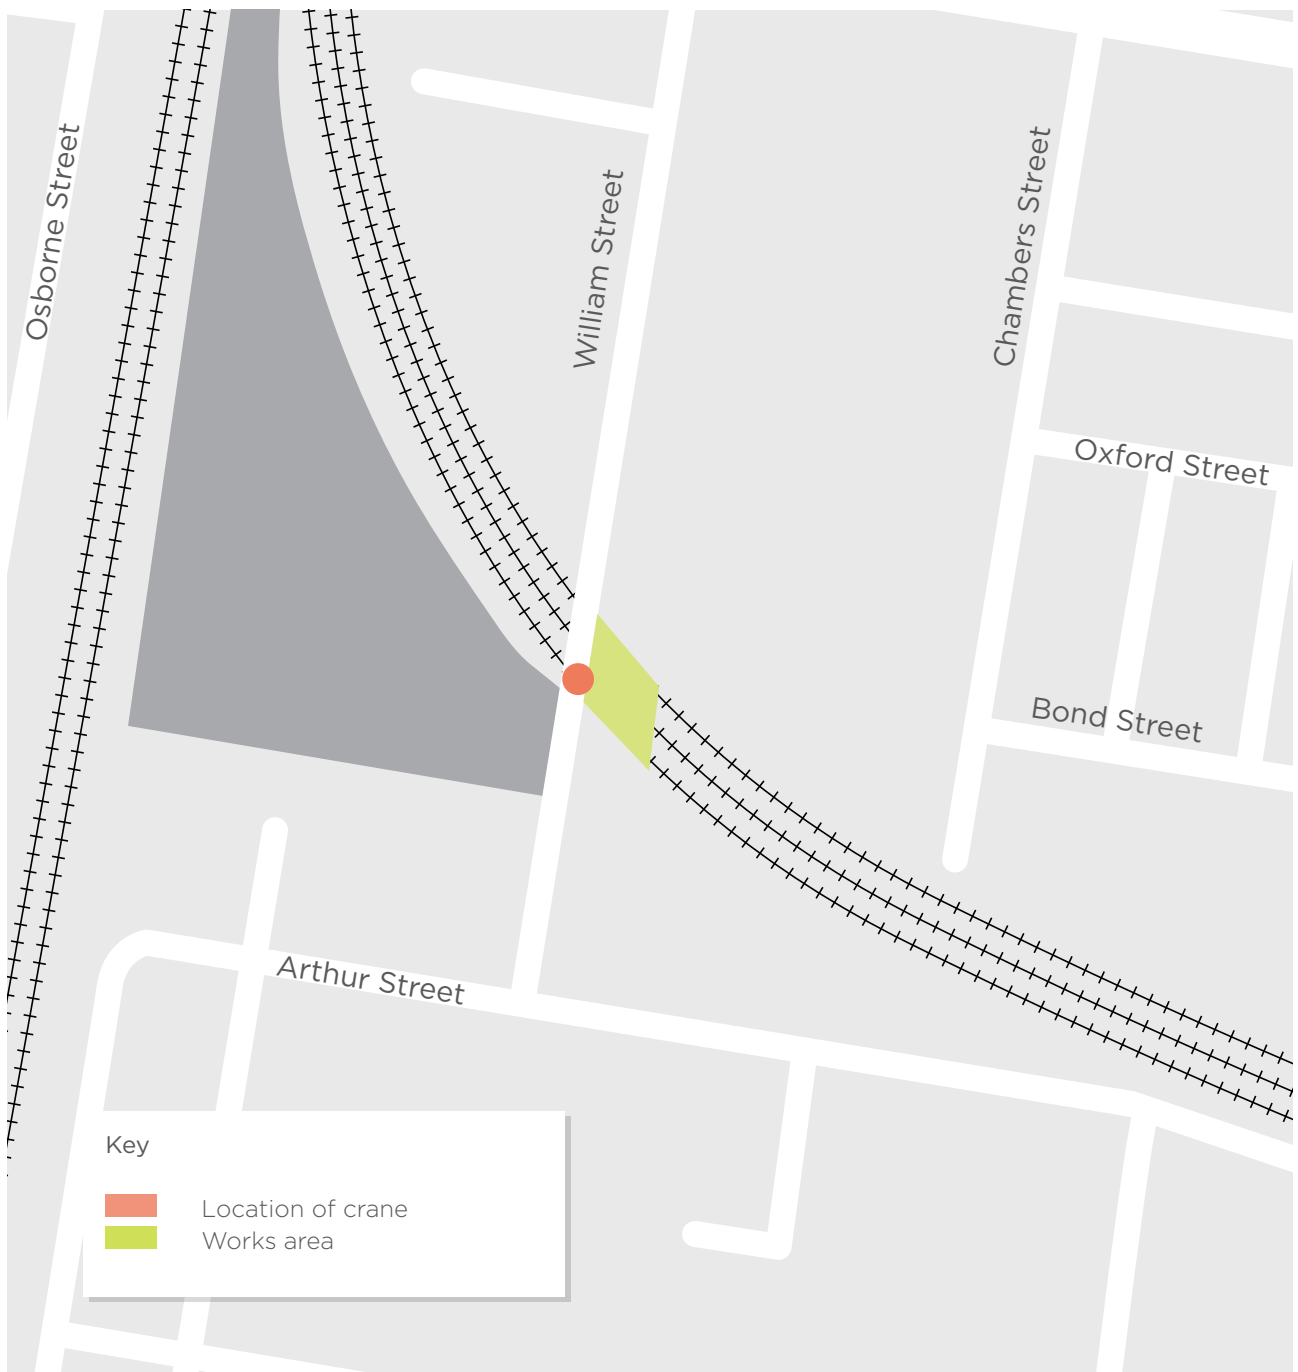 Osborne Street
William Street
Chambers Street
Oxford Street
Bond Street
Arthur Street
Key
Location of crane
Works area